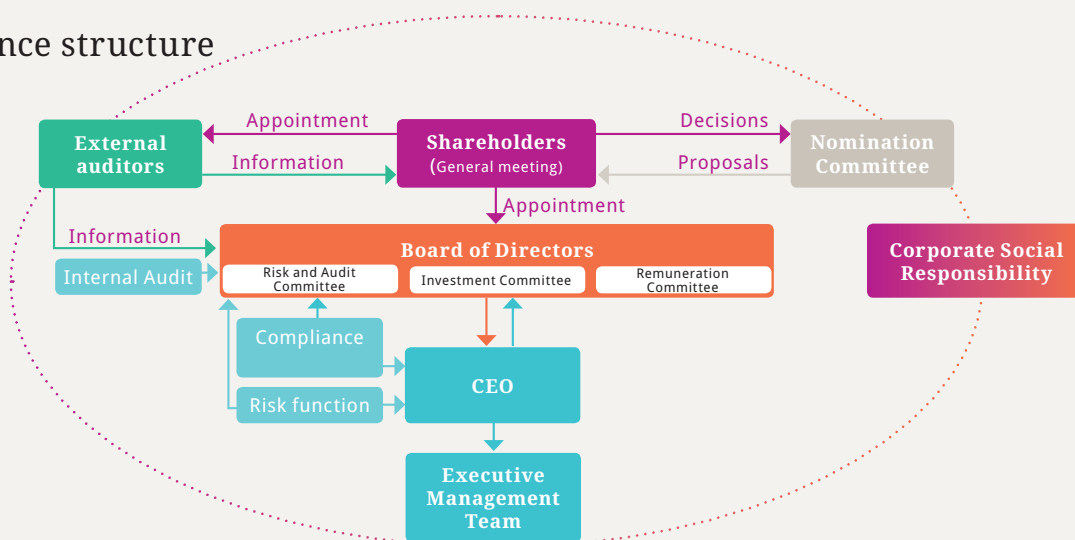 nce structure
Appointment
Decisions
External
auditors
Shareholders
(General meeting)
Nomination
Committee
Information
Proposals
Appointment
Information
Board of Directors
Corporate Social
Responsibility
Internal Audit
Risk and Audit
Committee
Investment Committee
Remuneration
Committee
Compliance
CEO
Risk function
Executive
Management
Team